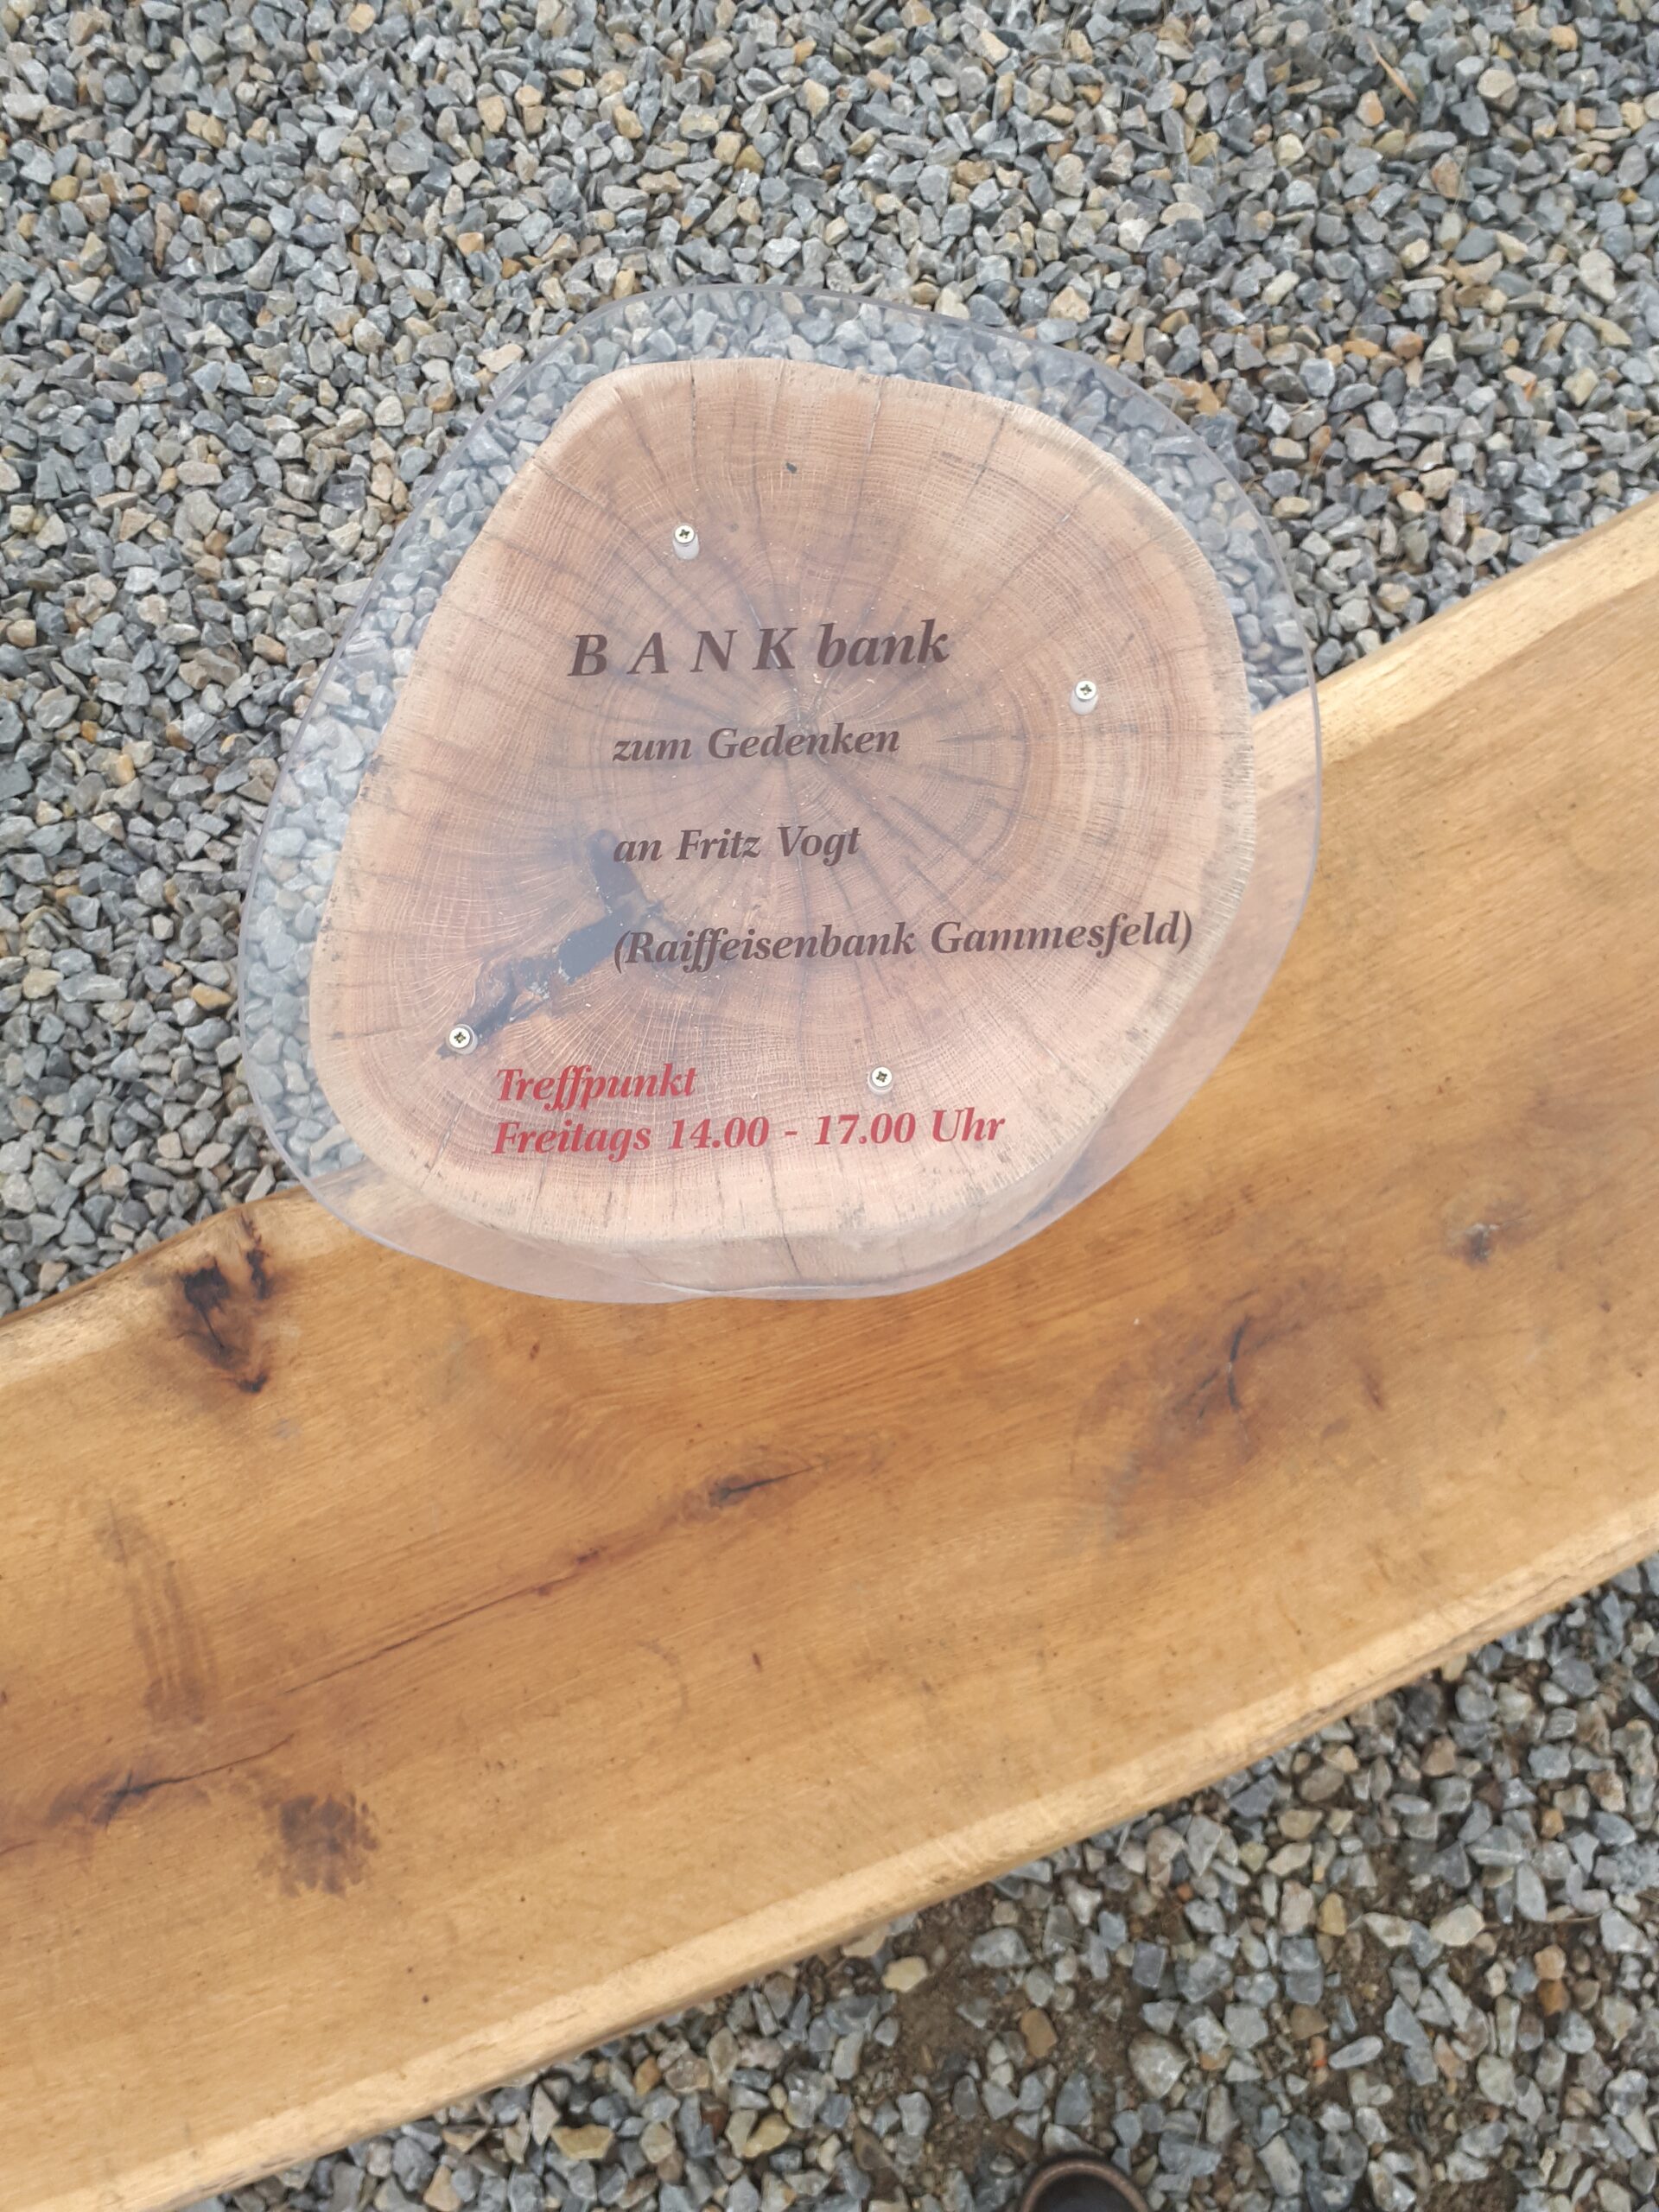 B A N K bank
zum Gedenken
an Fritz Vogt
(Raiffeisenbank Gammesfeld)
Treffpunkt
Freitags 14.00 - 17.00 Uhr